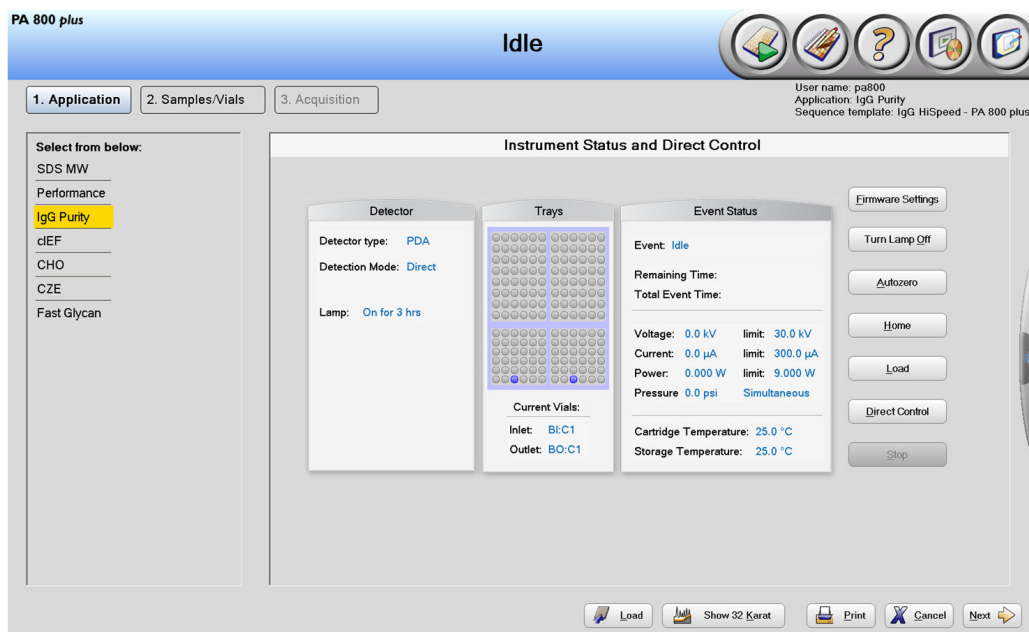 PA 800 plus
Idle
User name: pa800
Application: IgG Purity
Sequence template: IgG HiSpeed - PA 800 plus
1. Application
2. Samples/Vials
3. Acquisition
Select from below:
SDS MW
Performance
IgG Purity
cIEF
CHO
CZE
Fast Glycan
Instrument Status and Direct Control
Detector
Detector type: PDA
Detection Mode: Direct
Lamp: On for 3 hrs
Trays
Current Vials:
Inlet: BI:C1
Outlet: BO:C1
Event Status
Event: Idle
Remaining Time:
Total Event Time:
Voltage: 0.0 kV limit: 30.0 kV
Current: 0.0 µA limit: 300.0 µA
Power: 0.000 W limit: 9.000 W
Pressure 0.0 psi Simultaneous
Cartridge Temperature: 25.0 °C
Storage Temperature: 25.0 °C
Firmware Settings
Turn Lamp Off
Autozero
Home
Load
Direct Control
Stop
Load
Show 32 Karat
Print
Cancel
Next